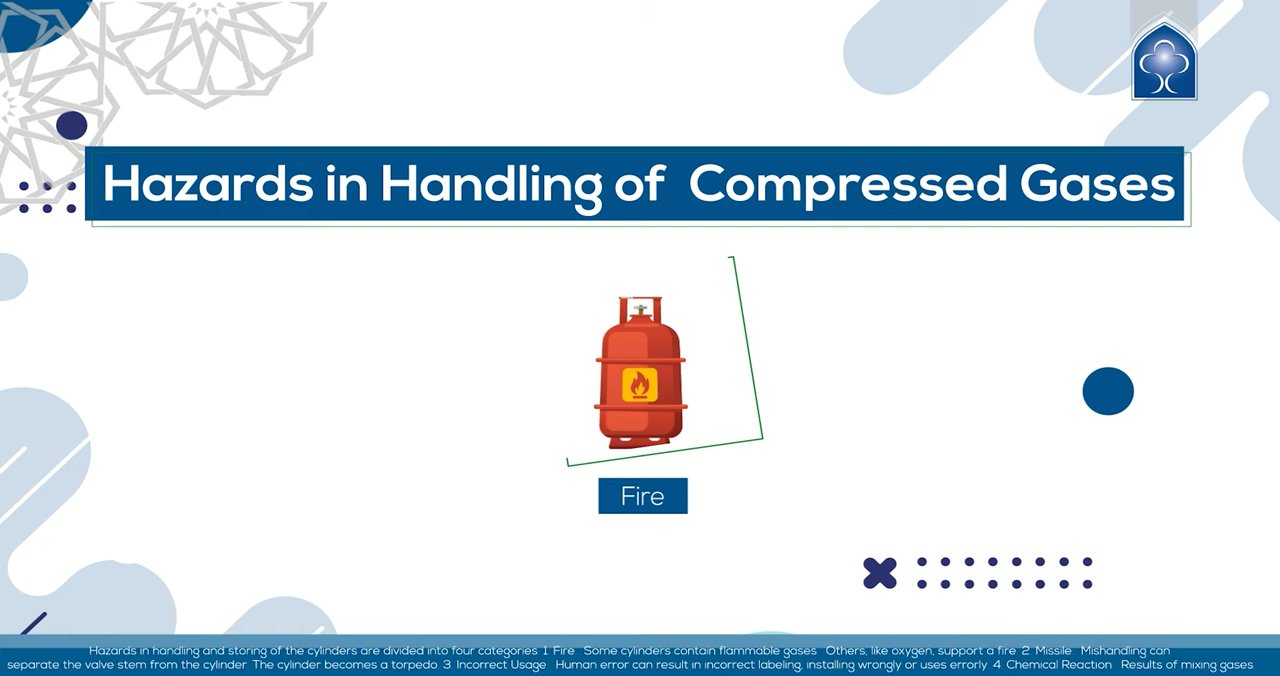 Hazards in Handling of Compressed Gases
Fire
Hazards in handling and storing of the cylinders are divided into four categories 1 Fire Some cylinders contain flammable gases Others, like oxygen, support a fire 2 Missile Mishandling can
separate the valve stem from the cylinder The cylinder becomes a torpedo 3 Incorrect Usage Human error can result in incorrect labeling, installing wrongly or uses errorly 4 Chemical Reaction Results of mixing gases